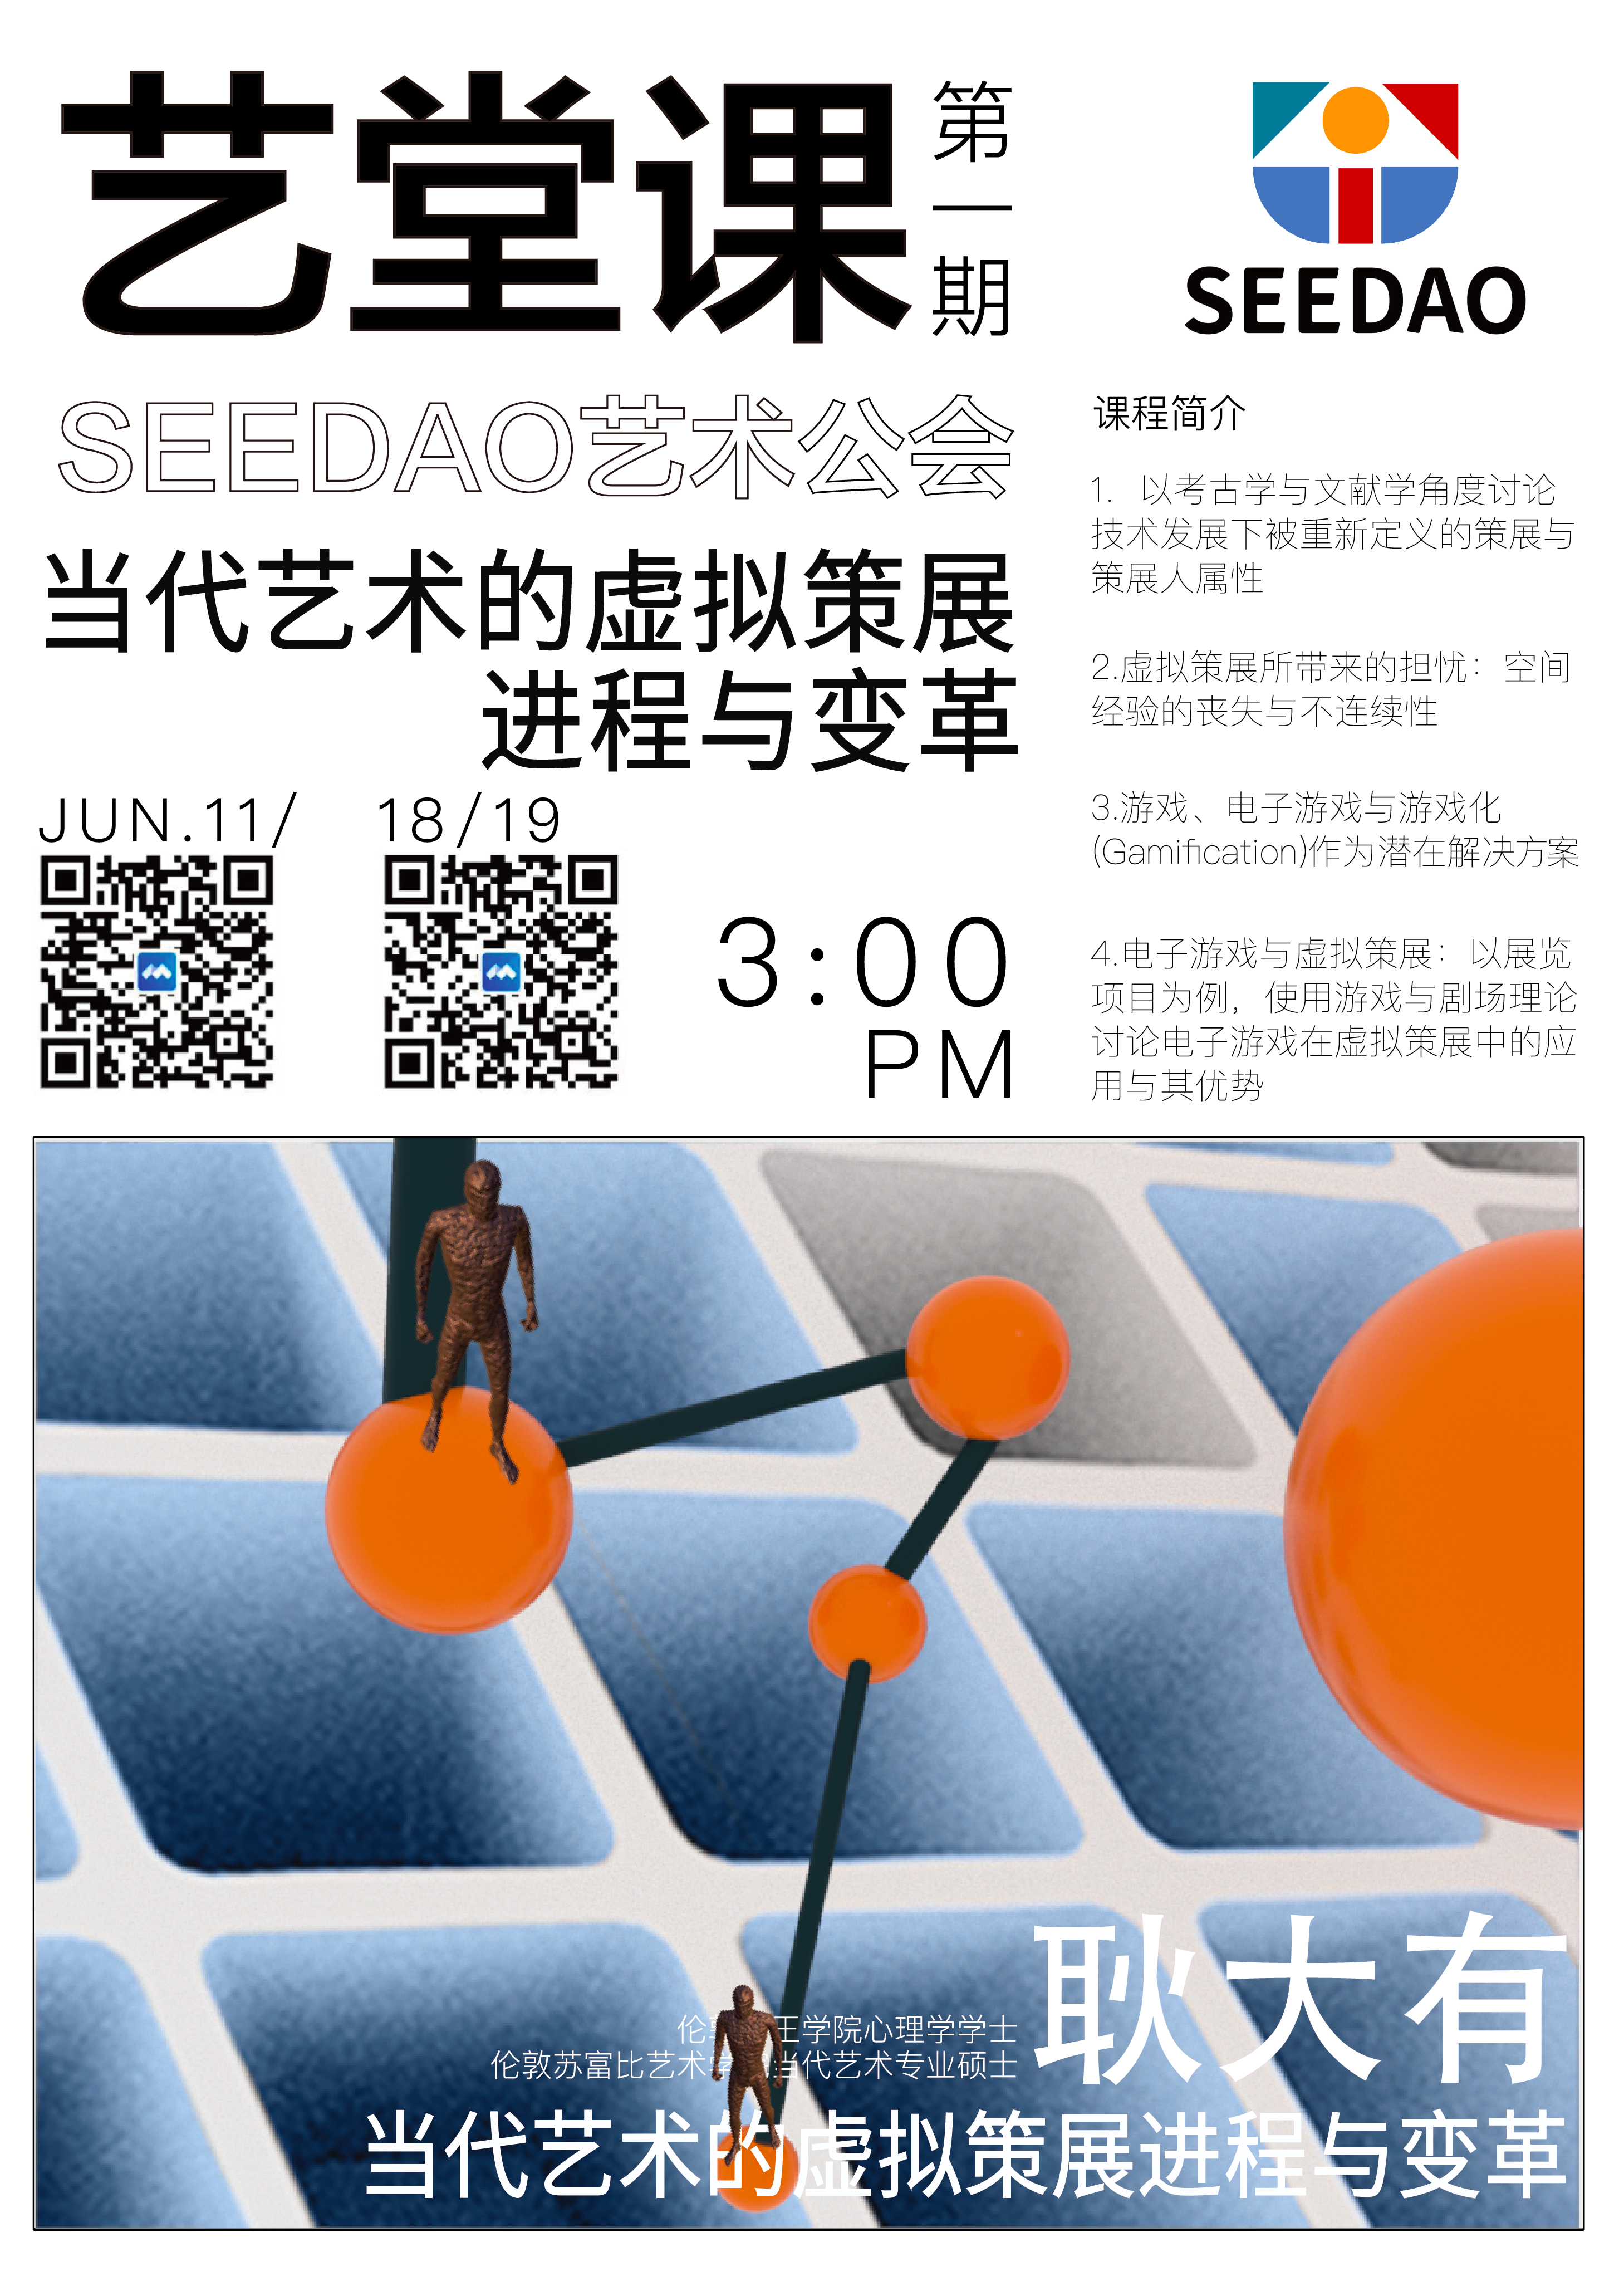 艺堂课
第一期
SEEDAO
SEEDAO艺术公会
当代艺术的虚拟策展
进程与变革
JUN.11/ 18/19
3:00
PM
课程简介
1. 以考古学与文献学角度讨论
技术发展下被重新定义的策展与
策展人属性
2.虚拟策展所带来的担忧：空间
经验的丧失与不连续性
3.游戏、电子游戏与游戏化
(Gamification)作为潜在解决方案
4.电子游戏与虚拟策展：以展览
项目为例，使用游戏与剧场理论
讨论电子游戏在虚拟策展中的应
用与其优势
耿大有
伦敦 王学院心理学学士
伦敦苏富比艺术学 当代艺术专业硕士
当代艺术的虚拟策展进程与变革